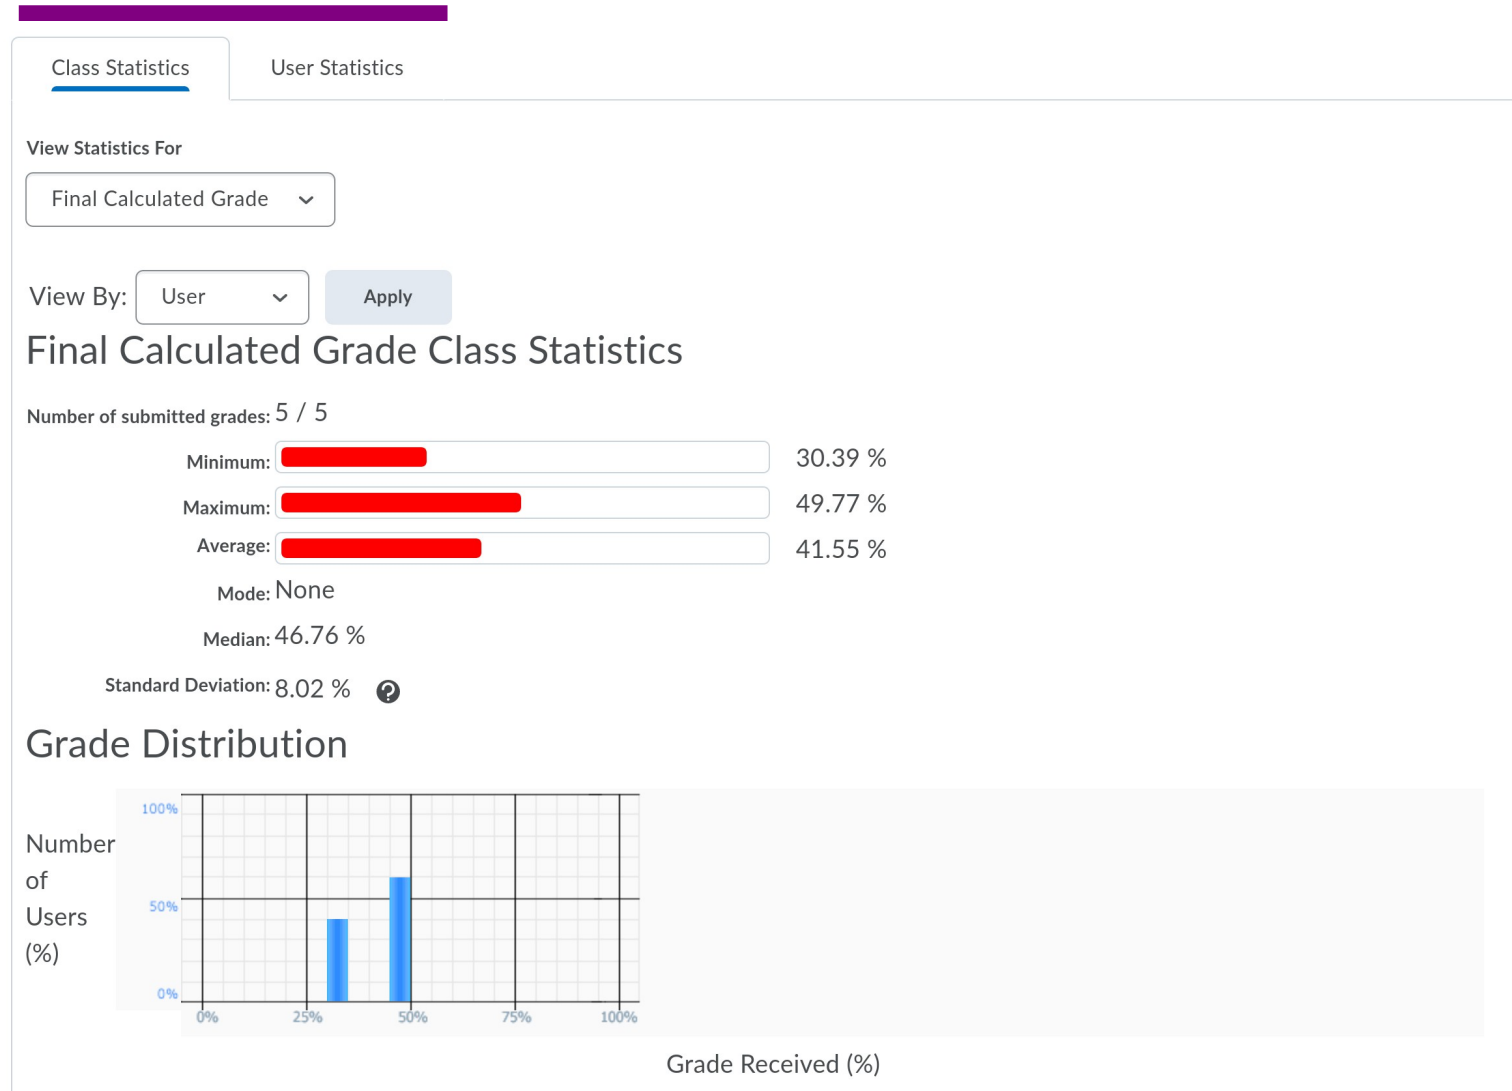 Class Statistics User Statistics
View Statistics For
Final Calculated Grade
View By: User Apply
Final Calculated Grade Class Statistics
Number of submitted grades: 5 / 5
Minimum: 30.39 %
Maximum: 49.77 %
Average: 41.55 %
Mode: None
Median: 46.76 %
Standard Deviation: 8.02 % ?
Grade Distribution
Number
of
Users
(%)
100%
50%
0%
0% 25% 50% 75% 100%
Grade Received (%)